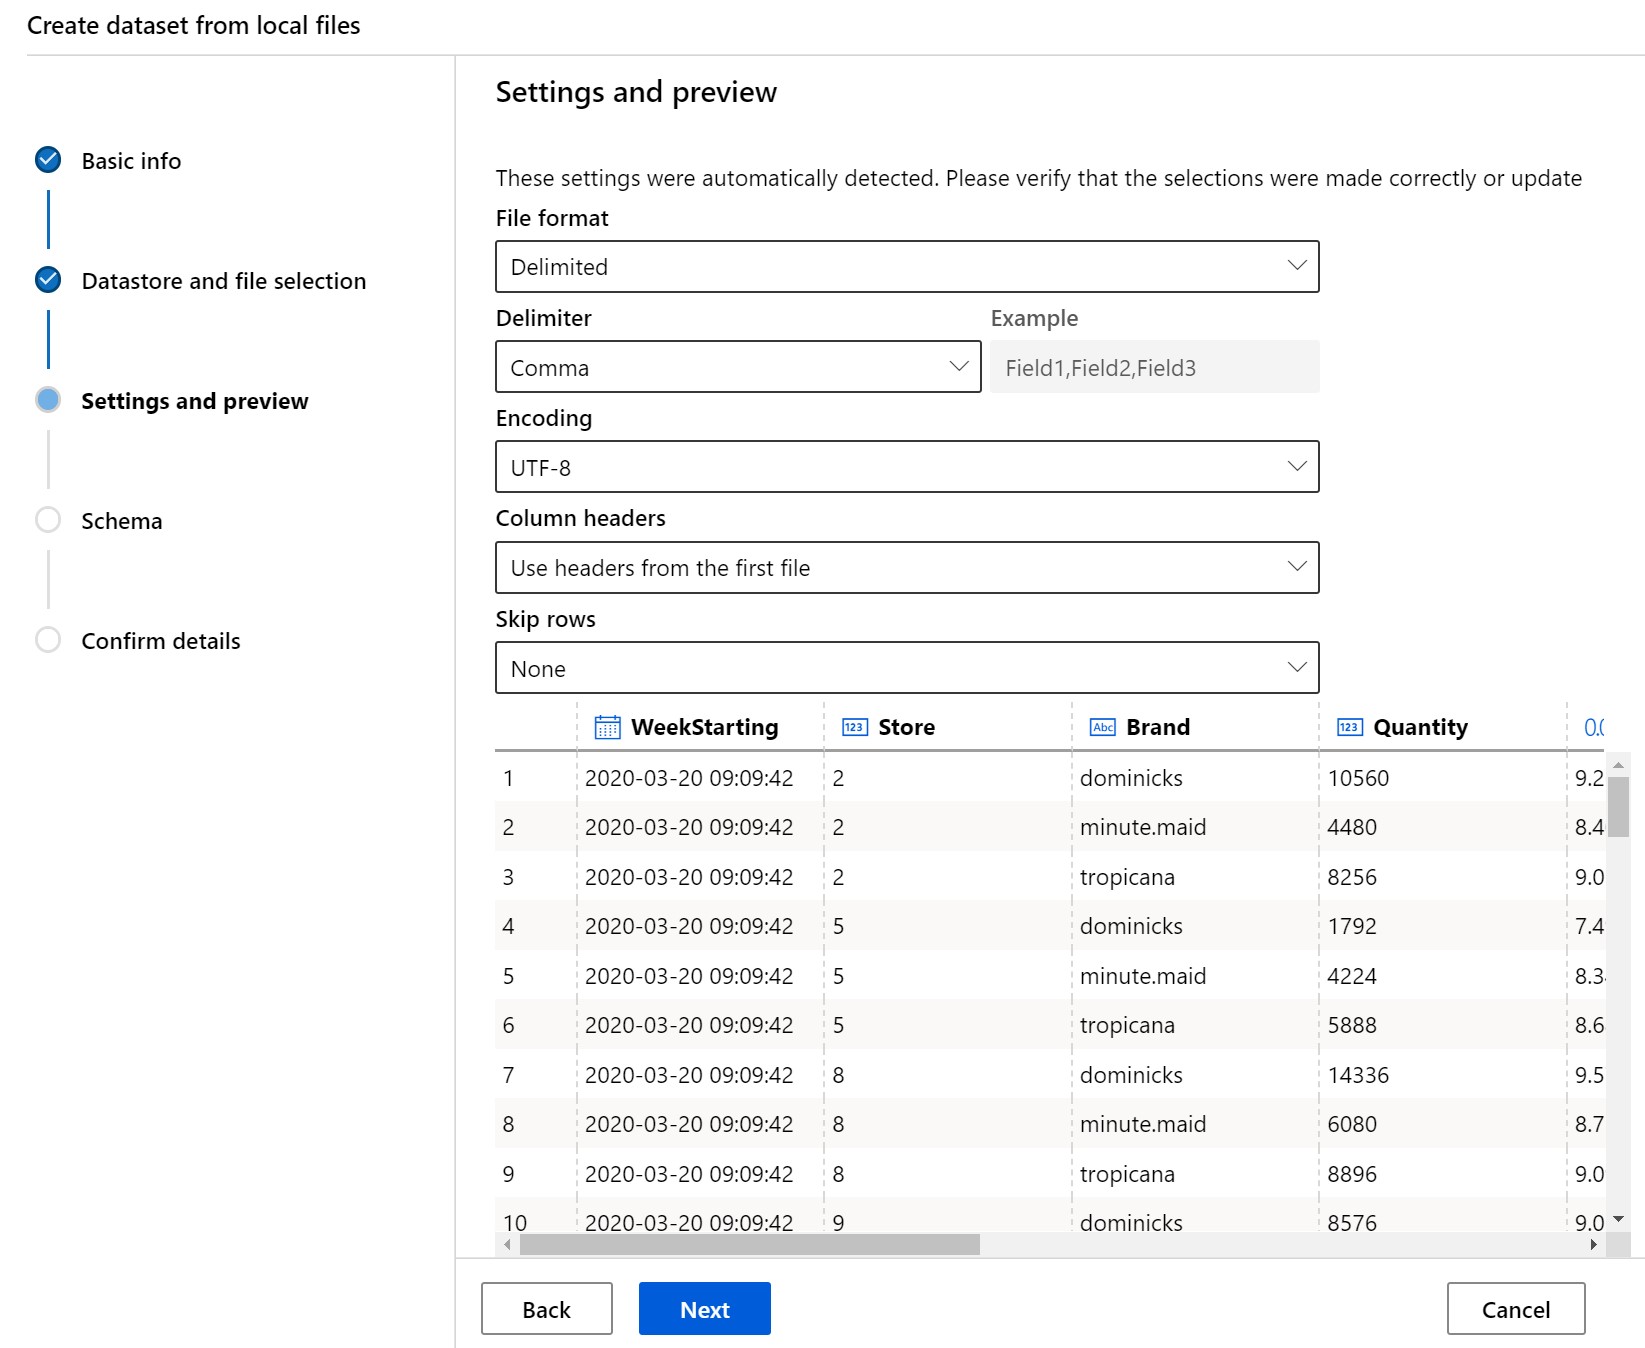 Create dataset from local files
Basic info
Datastore and file selection
Settings and preview
Schema
Confirm details
Settings and preview
These settings were automatically detected. Please verify that the selections were made correctly or update
File format
Delimited
Delimiter Example
Comma Field1,Field2,Field3
Encoding
UTF-8
Column headers
Use headers from the first file
Skip rows
None
WeekStarting 123 Store Abc Brand 123 Quantity
1 2020-03-20 09:09:42 2 dominicks 10560 9.2
2 2020-03-20 09:09:42 2 minute.maid 4480 8.4
3 2020-03-20 09:09:42 2 tropicana 8256 9.0
4 2020-03-20 09:09:42 5 dominicks 1792 7.4
5 2020-03-20 09:09:42 5 minute.maid 4224 8.3
6 2020-03-20 09:09:42 5 tropicana 5888 8.6
7 2020-03-20 09:09:42 8 dominicks 14336 9.5
8 2020-03-20 09:09:42 8 minute.maid 6080 8.7
9 2020-03-20 09:09:42 8 tropicana 8896 9.0
10 2020-03-20 09:09:42 9 dominicks 8576 9.0
Back Next Cancel